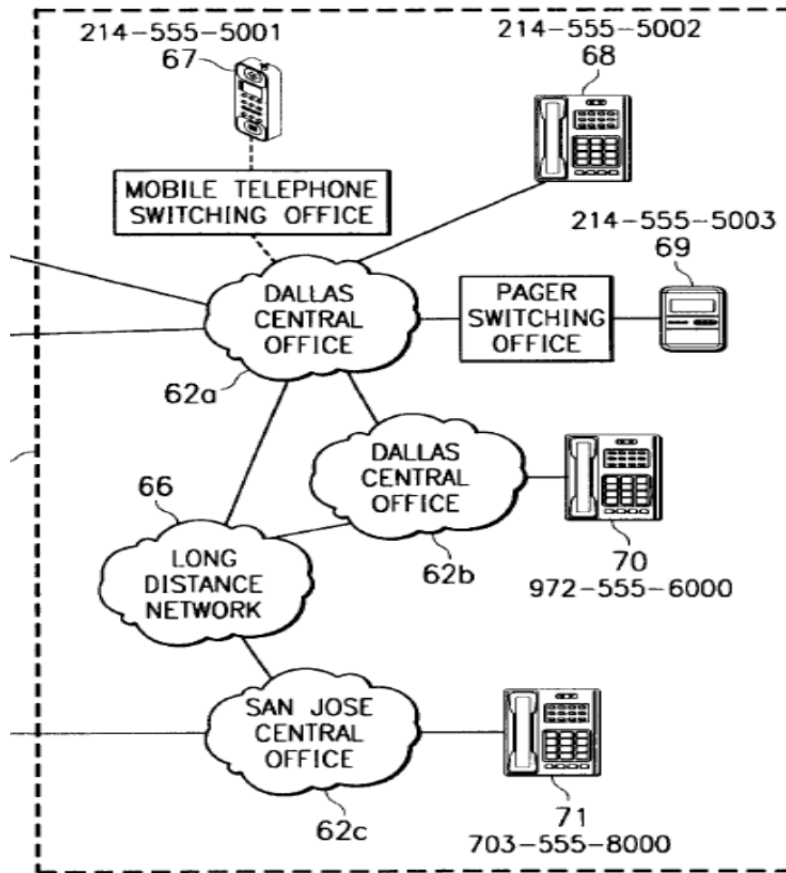 214-555-5001
67
214-555-5002
68
MOBILE TELEPHONE
SWITCHING OFFICE
214-555-5003
69
DALLAS
CENTRAL
OFFICE
62a
PAGER
SWITCHING
OFFICE
DALLAS
CENTRAL
OFFICE
62b
70
972-555-6000
66
LONG
DISTANCE
NETWORK
SAN JOSE
CENTRAL
OFFICE
62c
71
703-555-8000